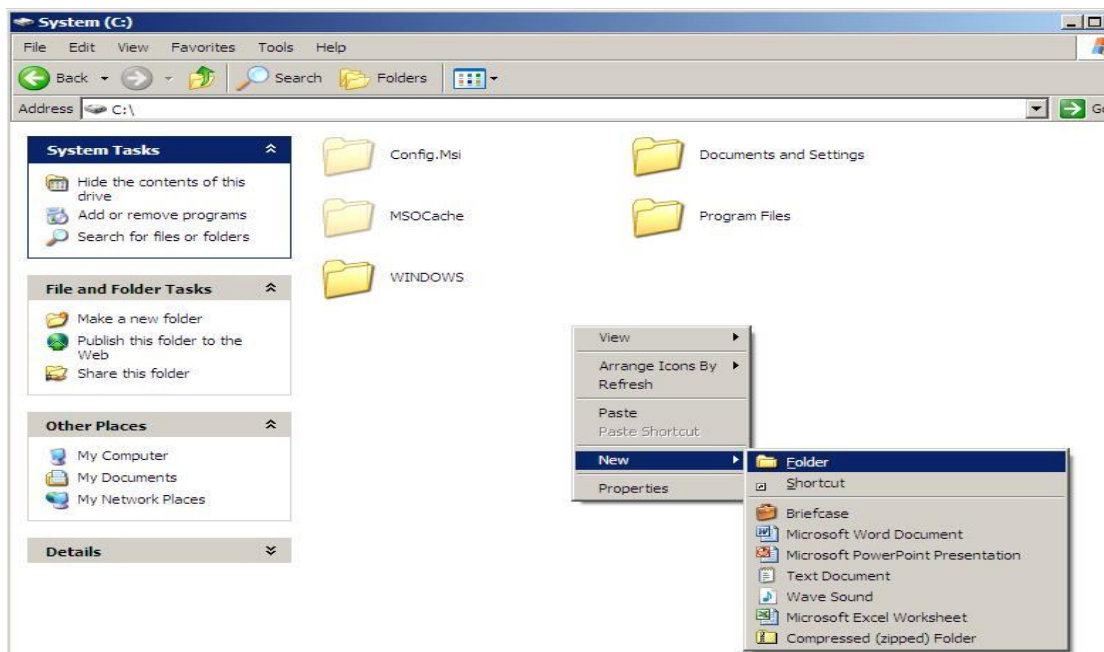 System (C:)
File Edit View Favorites Tools Help
Back Search Folders
Address C:\
System Tasks
Hide the contents of this
drive
Add or remove programs
Search for files or folders
File and Folder Tasks
Make a new folder
Publish this folder to the
Web
Share this folder
Other Places
My Computer
My Documents
My Network Places
Details
Config.Msi
Documents and Settings
MSOCache
Program Files
WINDOWS
View
Arrange Icons By
Refresh
Paste
Paste Shortcut
New
Properties
Folder
Shortcut
Briefcase
Microsoft Word Document
Microsoft PowerPoint Presentation
Text Document
Wave Sound
Microsoft Excel Worksheet
Compressed (zipped) Folder